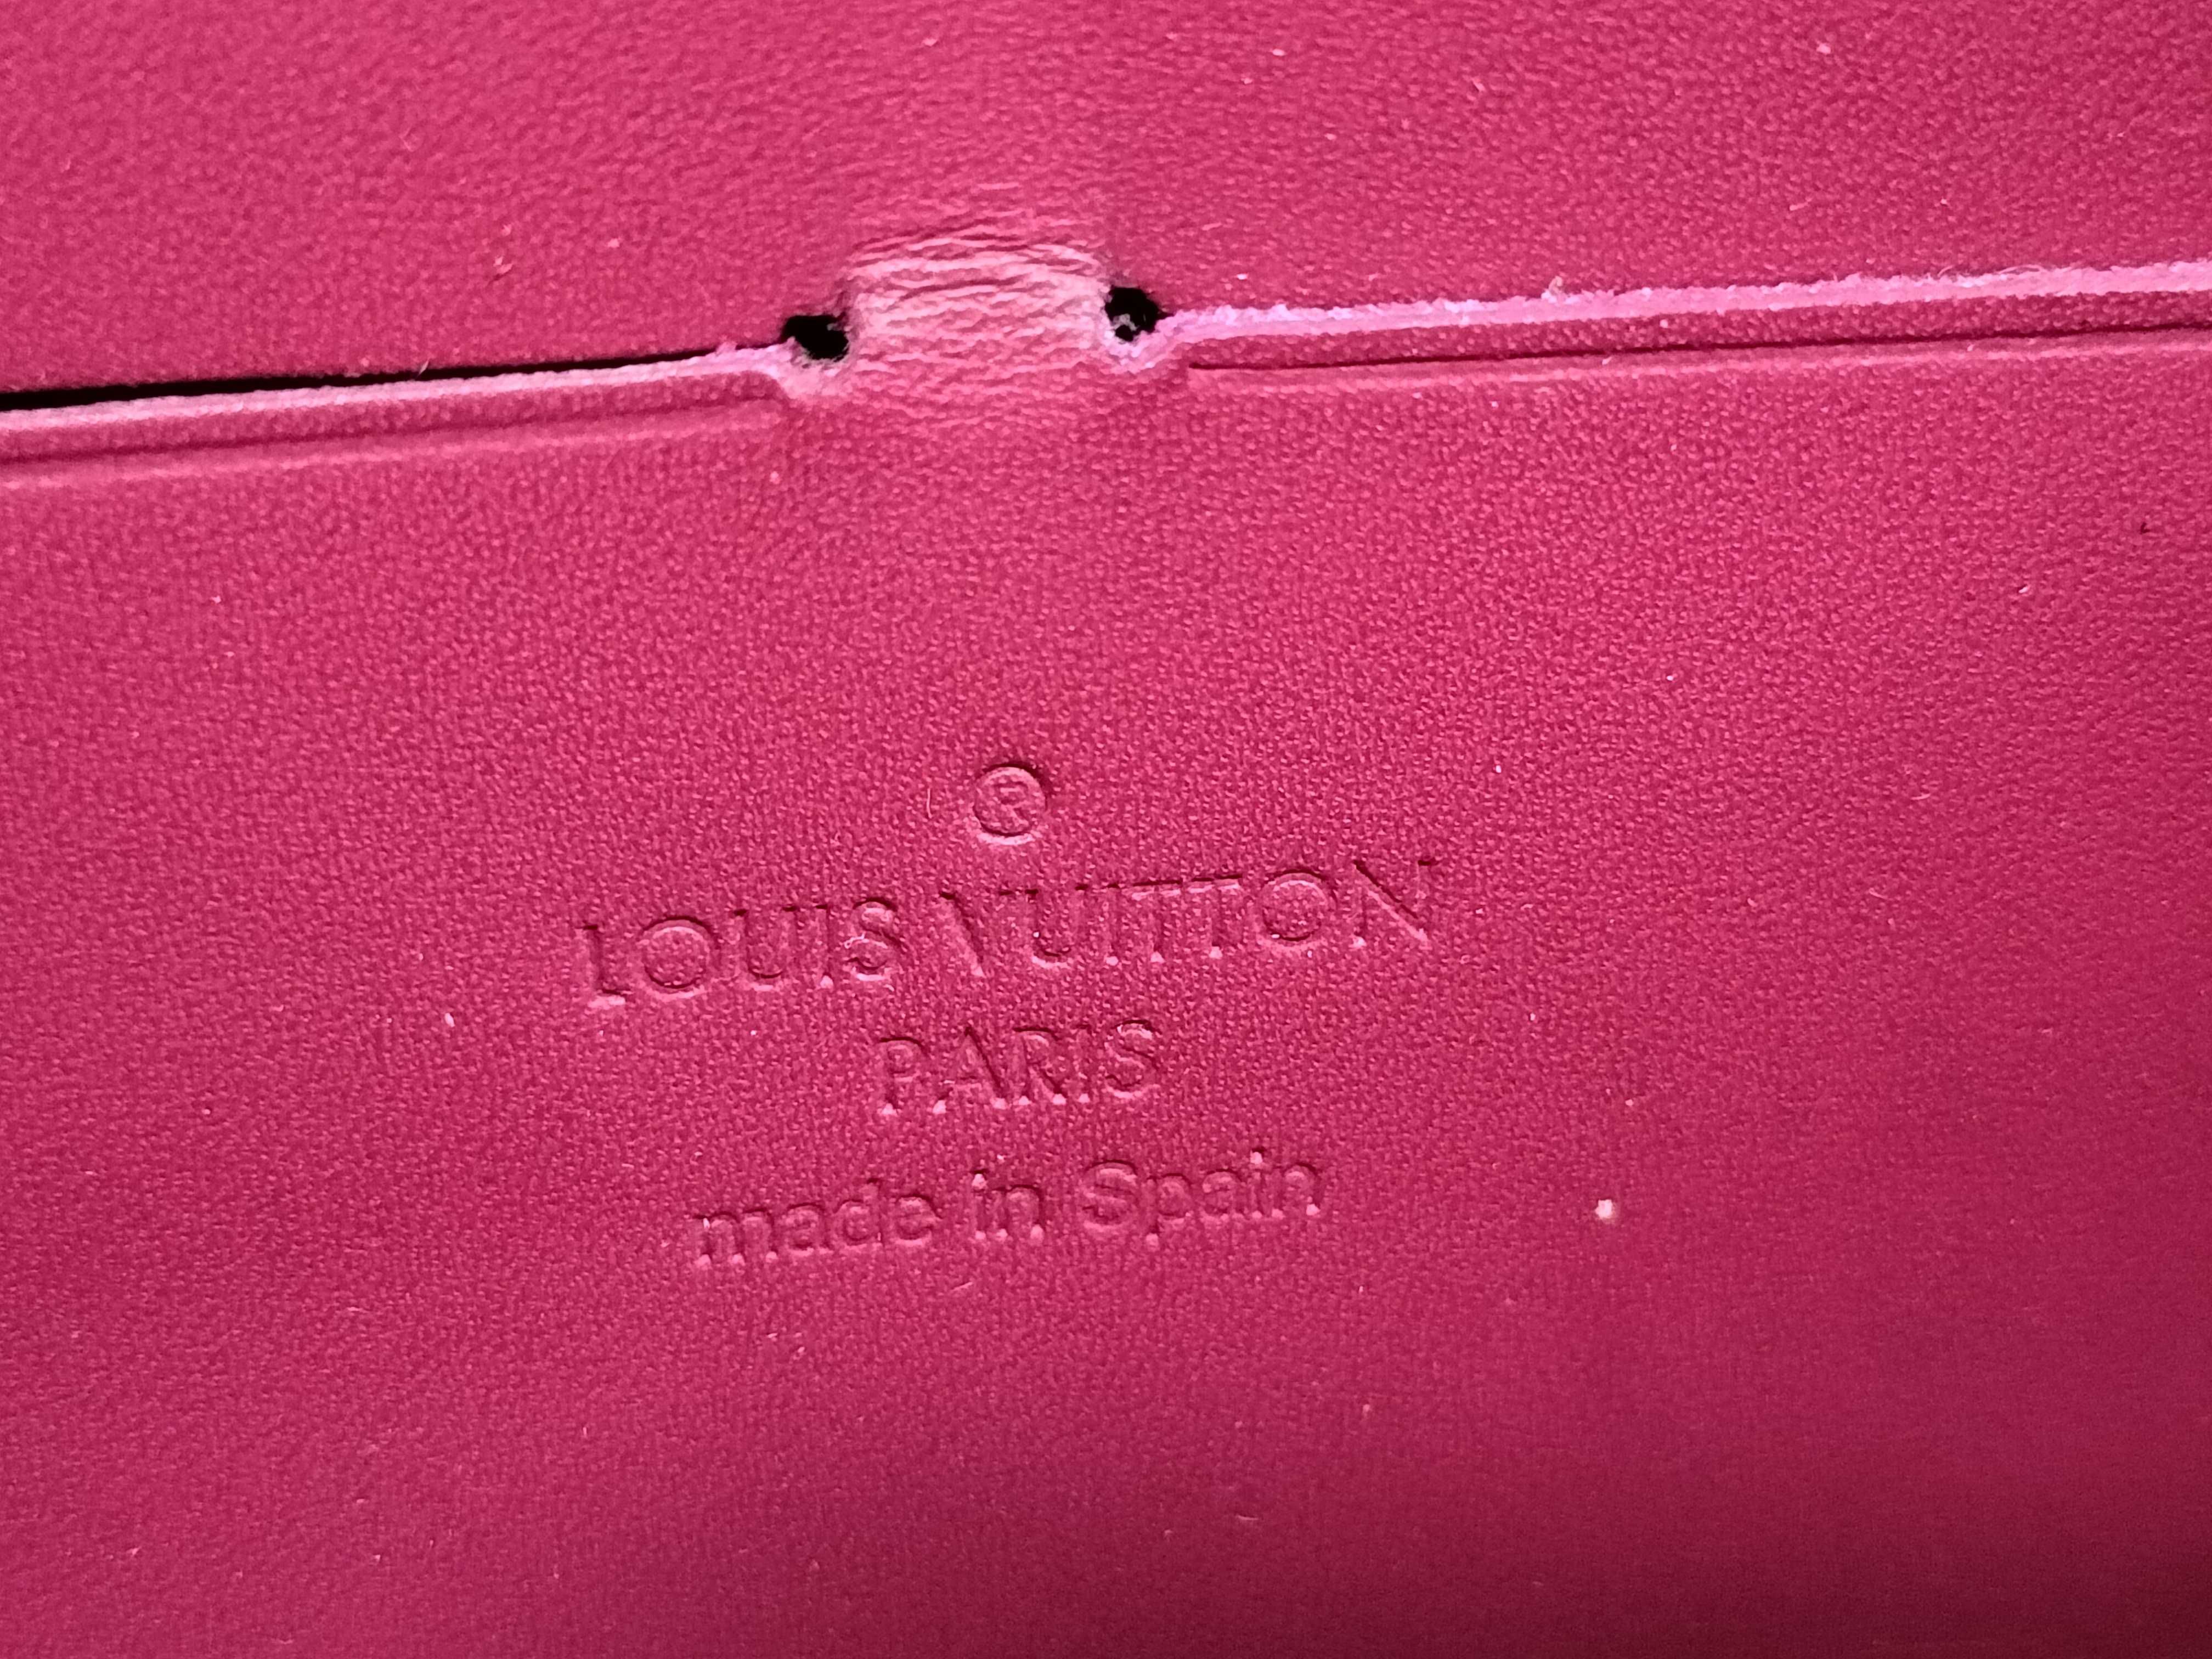 ®
LOUIS VUITTON
PARIS
made in Spain